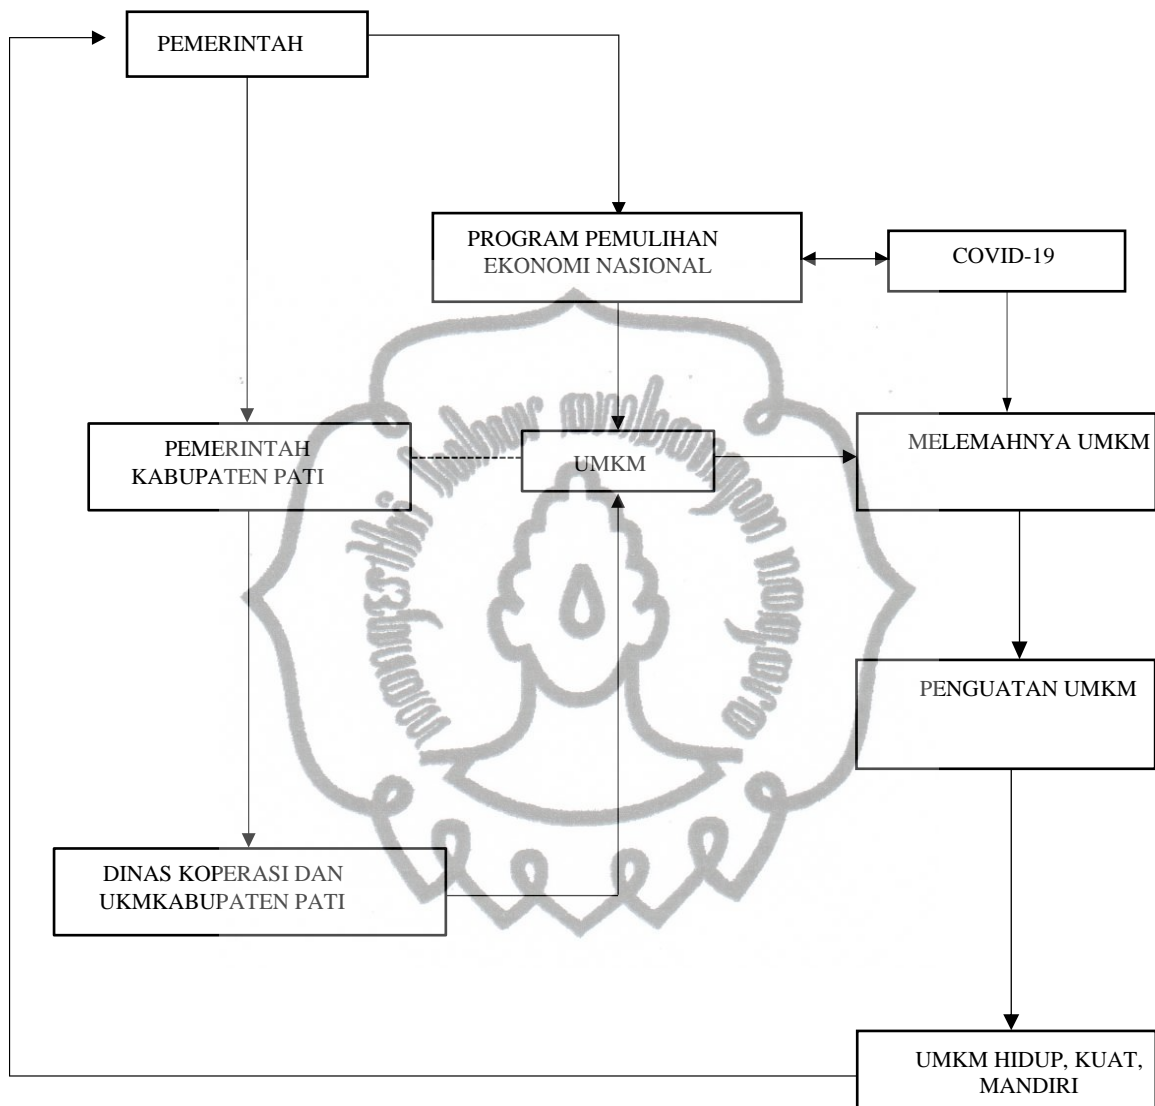 PEMERINTAH
PROGRAM PEMULIHAN
EKONOMI NASIONAL
COVID-19
PEMERINTAH
KABUPATEN PATI
UMKM
MELEMAHNYA UMKM
PENGUATAN UMKM
DINAS KOPERASI DAN
UKMKABUPATEN PATI
UMKM HIDUP, KUAT,
MANDIRI